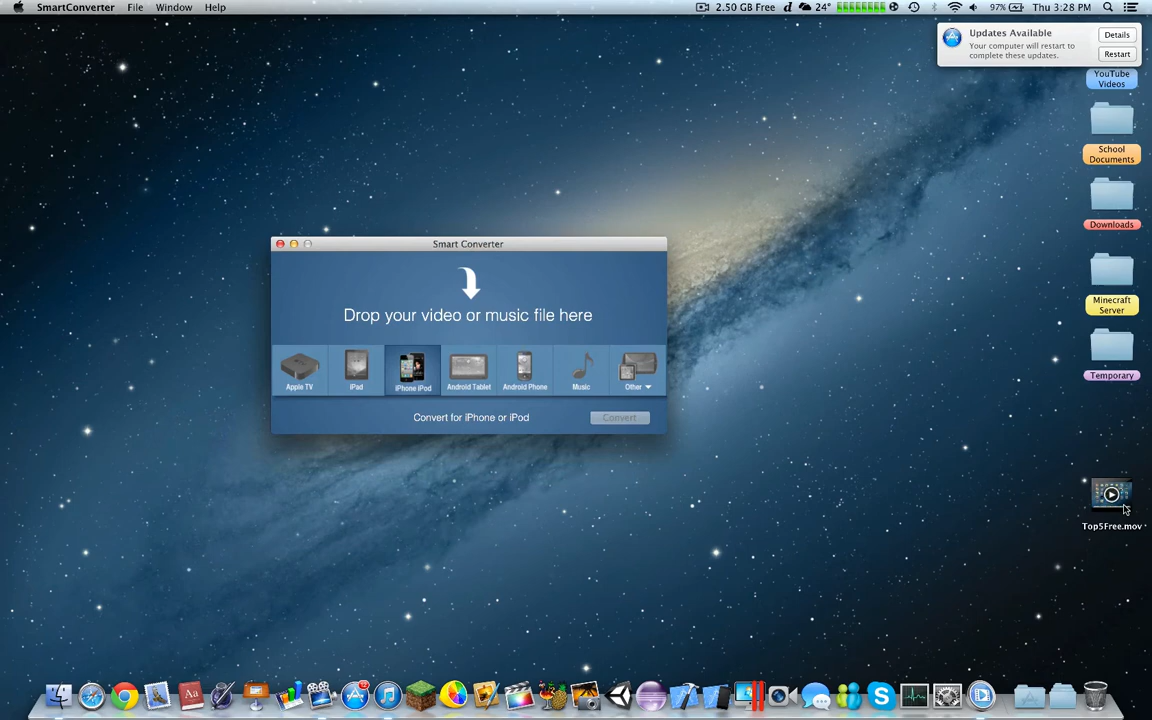 SmartConverter File Window Help
2.50 GB Free 24° 97% Thu 3:28 PM
Updates Available
Your computer will restart to
complete these updates.
Details
Restart
YouTube
Videos
School
Documents
Downloads
Minecraft
Server
Temporary
Top5Free.mov
Smart Converter
Drop your video or music file here
Apple TV iPad iPhone iPod Android Tablet Android Phone Music Other
Convert for iPhone or iPod
Convert
Aa